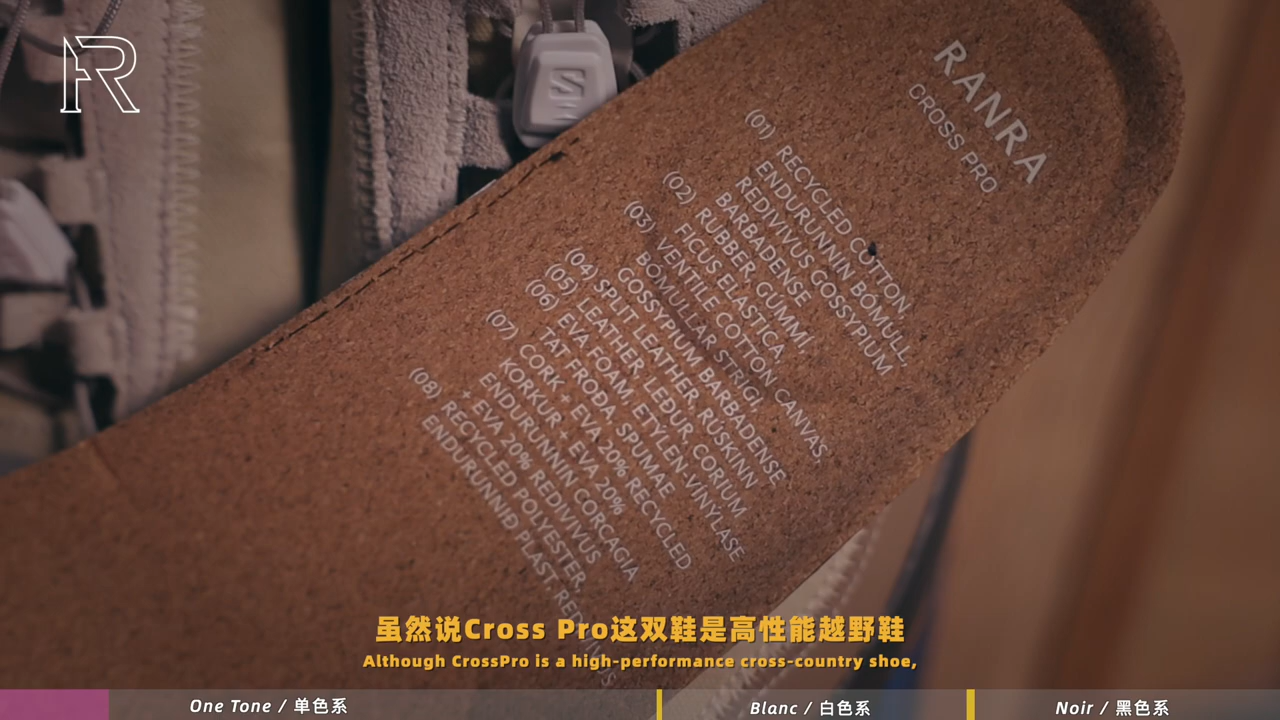 RANRA
CROSS PRO
(01) RECYCLED COTTON,
ENDURUNNIN BÓMULL,
REDIVIVUS GOSSYPIUM
BARBADENSE
(02) RUBBER, GUMMÍ,
FICUS ELASTICA
(03) VENTILE COTTON CANVAS,
BÓMULLAR STRIGI,
GOSSYPIUM BARBADENSE
(04) SPLIT LEATHER, RÚSKINN
(05) LEATHER, LEÐUR, CORIUM
(06) EVA FOAM, ETÝLEN VINÝLASE
TAT FROÐA, SPUMAE
(07) CORK + EVA 20% RECYCLED
KORKUR + EVA 20%
ENDURUNNIN CORCAGIA
+ EVA 20% REDIVIVUS
(08) RECYCLED POLYESTER,
ENDURUNNIÐ PLAST,
虽然说Cross Pro这双鞋是高性能越野鞋
Although CrossPro is a high-performance cross-country shoe,
One Tone / 单色系
Blanc / 白色系
Noir / 黑色系